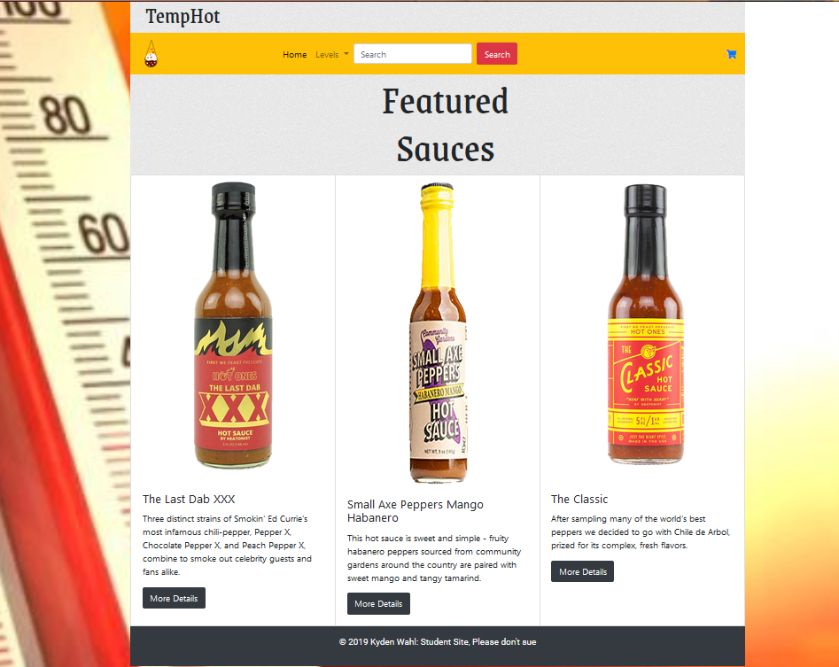 100
TempHot
Home Levels Search Search
80
Featured
Sauces
60
Community
Gardens
SMALL AXE
PEPPERS
HABANERO MANGO
HOT
SAUCE
FIRST WE FEAST PRESENTS
HOT ONES
THE LAST DAB
XXX
HOT SAUCE
BY HEATONIST
FIRST WE FEAST PRESENTS
HOT ONES
THE
CLASSIC
HOT
SAUCE
The Last Dab XXX
Three distinct strains of Smokin' Ed Currie's
most infamous chili-pepper, Pepper X,
Chocolate Pepper X, and Peach Pepper X,
combine to smoke out celebrity guests and
fans alike.
More Details
Small Axe Peppers Mango
Habanero
This hot sauce is sweet and simple - fruity
habanero peppers sourced from community
gardens around the country are paired with
sweet mango and tangy tamarind.
More Details
The Classic
After sampling many of the world's best
peppers we decided to go with Chile de Arbol,
prized for its complex, fresh flavors.
More Details
© 2019 Kyden Wahl: Student Site, Please don't sue